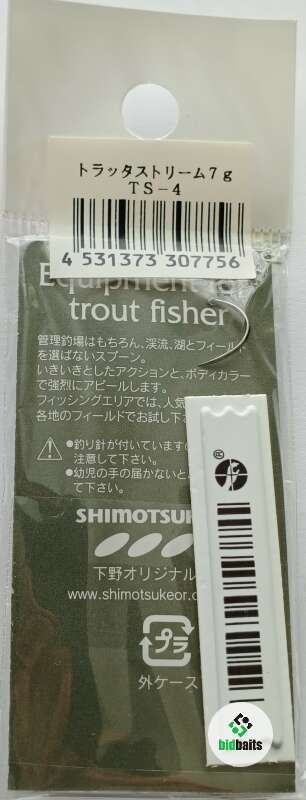 トラッタストリーム7g
TS-4
4 531373 307756
Equipment
trout fisher
管理釣場はもちろん、渓流、湖とフィールド
を選ばないスプーン。
いきいきとしたアクションと、ボディカラー
で強烈にアピールします。
フィッシングエリアでは、人気
各地のフィールドでお試し下
●釣り針が付いています
注意して下さい。
●幼児の手の届かない
て下さい。
SHIMOTSUKE
下野オリジナル
www.shimotsukeor.c
プラ
外ケース
bidbaits